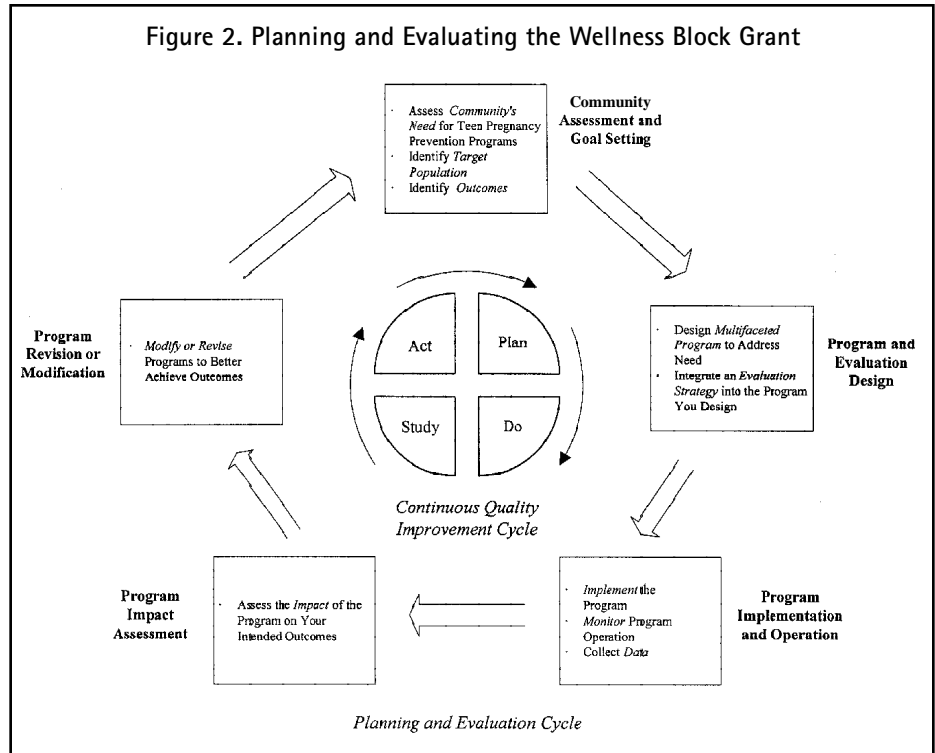 Figure 2. Planning and Evaluating the Wellness Block Grant
· Assess Community's
Need for Teen Pregnancy
Prevention Programs
· Identify Target
Population
· Identify Outcomes
Community
Assessment and
Goal Setting
· Design Multifaceted
Program to Address
Need
· Integrate an Evaluation
Strategy into the Program
You Design
Program and
Evaluation
Design
· Implement the
Program
· Monitor Program
Operation
· Collect Data
Program
Implementation
and Operation
Program
Impact
Assessment
· Assess the Impact of the
Program on Your
Intended Outcomes
Program
Revision or
Modification
· Modify or Revise
Programs to Better
Achieve Outcomes
Act
Plan
Study
Do
Continuous Quality
Improvement Cycle
Planning and Evaluation Cycle